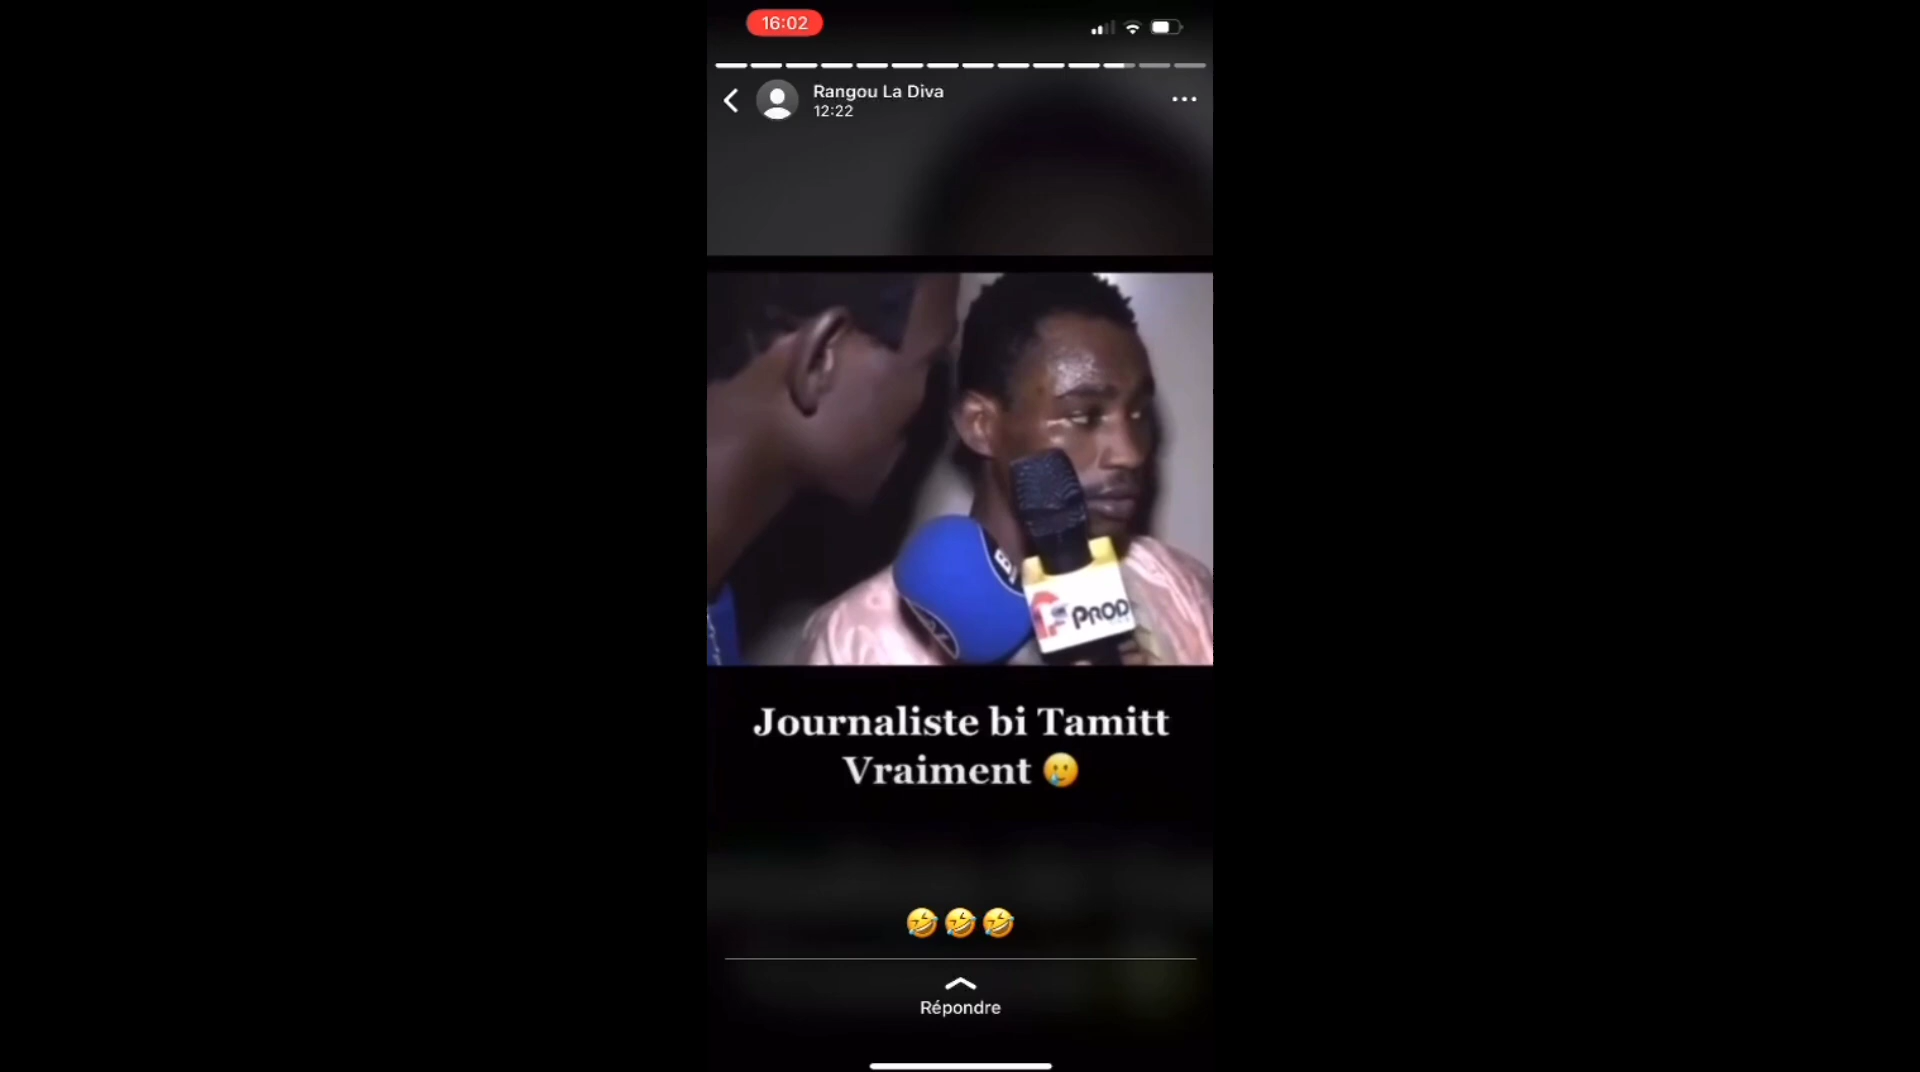 16:02
Rangou La Diva
12:22
PROD
Journaliste bi Tamitt
Vraiment 🥲
🤣🤣🤣
Répondre